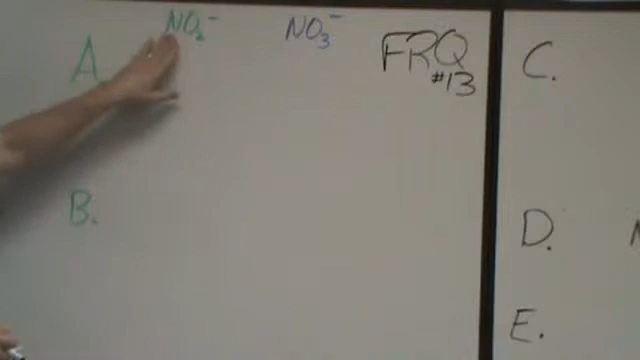 A NO₂⁻ NO₃⁻ FRQ
#13
B.
C.
D.
E.